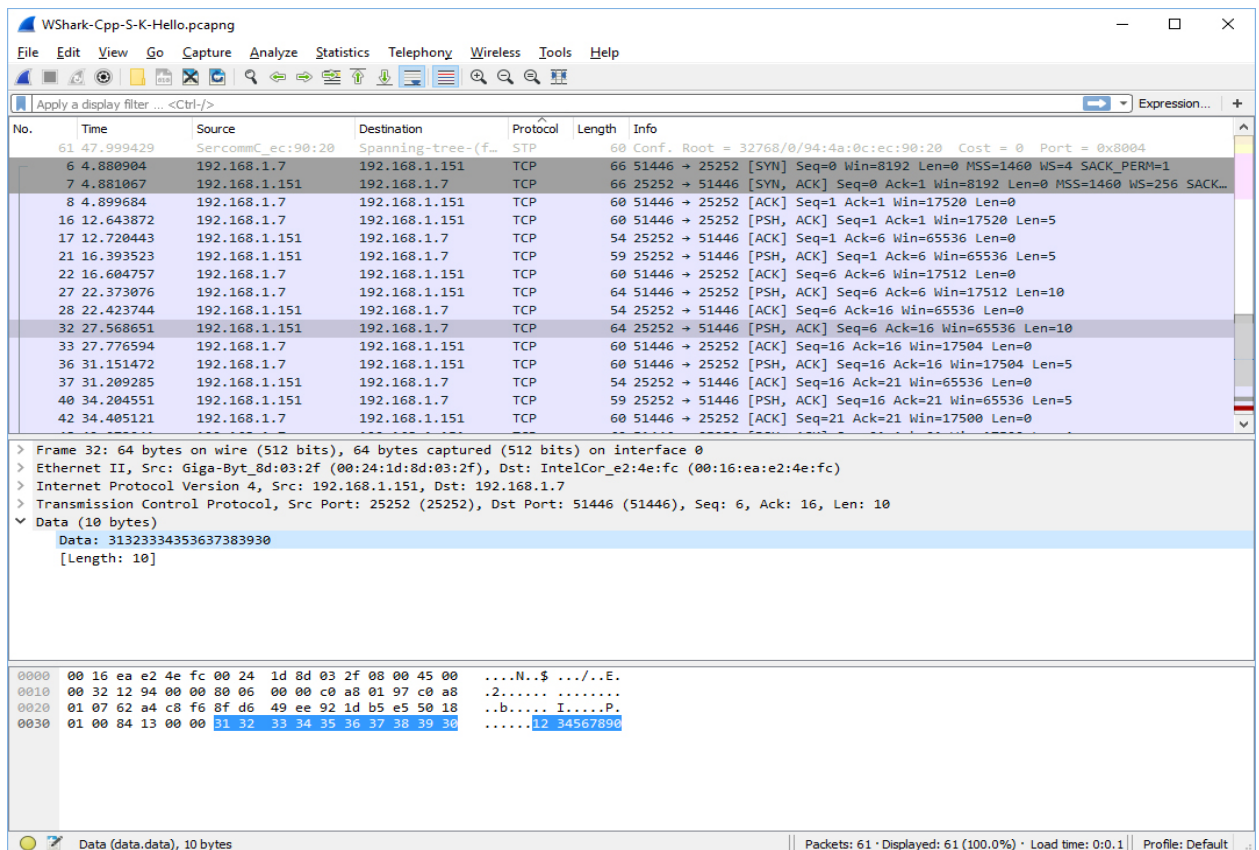 WShark-Cpp-S-K-Hello.pcapng
File Edit View Go Capture Analyze Statistics Telephony Wireless Tools Help
Apply a display filter ... <Ctrl-/> Expression... +
No. Time Source Destination Protocol Length Info
61 47.999429 SercommC_ec:90:20 Spanning-tree-(f… STP 60 Conf. Root = 32768/0/94:4a:0c:ec:90:20 Cost = 0 Port = 0x8004
6 4.880904 192.168.1.7 192.168.1.151 TCP 66 51446 → 25252 [SYN] Seq=0 Win=8192 Len=0 MSS=1460 WS=4 SACK_PERM=1
7 4.881067 192.168.1.151 192.168.1.7 TCP 66 25252 → 51446 [SYN, ACK] Seq=0 Ack=1 Win=8192 Len=0 MSS=1460 WS=256 SACK…
8 4.899684 192.168.1.7 192.168.1.151 TCP 60 51446 → 25252 [ACK] Seq=1 Ack=1 Win=17520 Len=0
16 12.643872 192.168.1.7 192.168.1.151 TCP 60 51446 → 25252 [PSH, ACK] Seq=1 Ack=1 Win=17520 Len=5
17 12.720443 192.168.1.151 192.168.1.7 TCP 54 25252 → 51446 [ACK] Seq=1 Ack=6 Win=65536 Len=0
21 16.393523 192.168.1.151 192.168.1.7 TCP 59 25252 → 51446 [PSH, ACK] Seq=1 Ack=6 Win=65536 Len=5
22 16.604757 192.168.1.7 192.168.1.151 TCP 60 51446 → 25252 [ACK] Seq=6 Ack=6 Win=17512 Len=0
27 22.373076 192.168.1.7 192.168.1.151 TCP 64 51446 → 25252 [PSH, ACK] Seq=6 Ack=6 Win=17512 Len=10
28 22.423744 192.168.1.151 192.168.1.7 TCP 54 25252 → 51446 [ACK] Seq=6 Ack=16 Win=65536 Len=0
32 27.568651 192.168.1.151 192.168.1.7 TCP 64 25252 → 51446 [PSH, ACK] Seq=6 Ack=16 Win=65536 Len=10
33 27.776594 192.168.1.7 192.168.1.151 TCP 60 51446 → 25252 [ACK] Seq=16 Ack=16 Win=17504 Len=0
36 31.151472 192.168.1.7 192.168.1.151 TCP 60 51446 → 25252 [PSH, ACK] Seq=16 Ack=16 Win=17504 Len=5
37 31.209285 192.168.1.151 192.168.1.7 TCP 54 25252 → 51446 [ACK] Seq=16 Ack=21 Win=65536 Len=0
40 34.204551 192.168.1.151 192.168.1.7 TCP 59 25252 → 51446 [PSH, ACK] Seq=16 Ack=21 Win=65536 Len=5
42 34.405121 192.168.1.7 192.168.1.151 TCP 60 51446 → 25252 [ACK] Seq=21 Ack=21 Win=17500 Len=0
> Frame 32: 64 bytes on wire (512 bits), 64 bytes captured (512 bits) on interface 0
> Ethernet II, Src: Giga-Byt_8d:03:2f (00:24:1d:8d:03:2f), Dst: IntelCor_e2:4e:fc (00:16:ea:e2:4e:fc)
> Internet Protocol Version 4, Src: 192.168.1.151, Dst: 192.168.1.7
> Transmission Control Protocol, Src Port: 25252 (25252), Dst Port: 51446 (51446), Seq: 6, Ack: 16, Len: 10
Data (10 bytes)
Data: 31323334353637383930
[Length: 10]
0000 00 16 ea e2 4e fc 00 24 1d 8d 03 2f 08 00 45 00 ....N..$ .../..E.
0010 00 32 12 94 00 00 80 06 00 00 c0 a8 01 97 c0 a8 .2...... ........
0020 01 07 62 a4 c8 f6 8f d6 49 ee 92 1d b5 e5 50 18 ..b..... I.....P.
0030 01 00 84 13 00 00 31 32 33 34 35 36 37 38 39 30 ......12 34567890
Data (data.data), 10 bytes Packets: 61 · Displayed: 61 (100.0%) · Load time: 0:0.1 Profile: Default